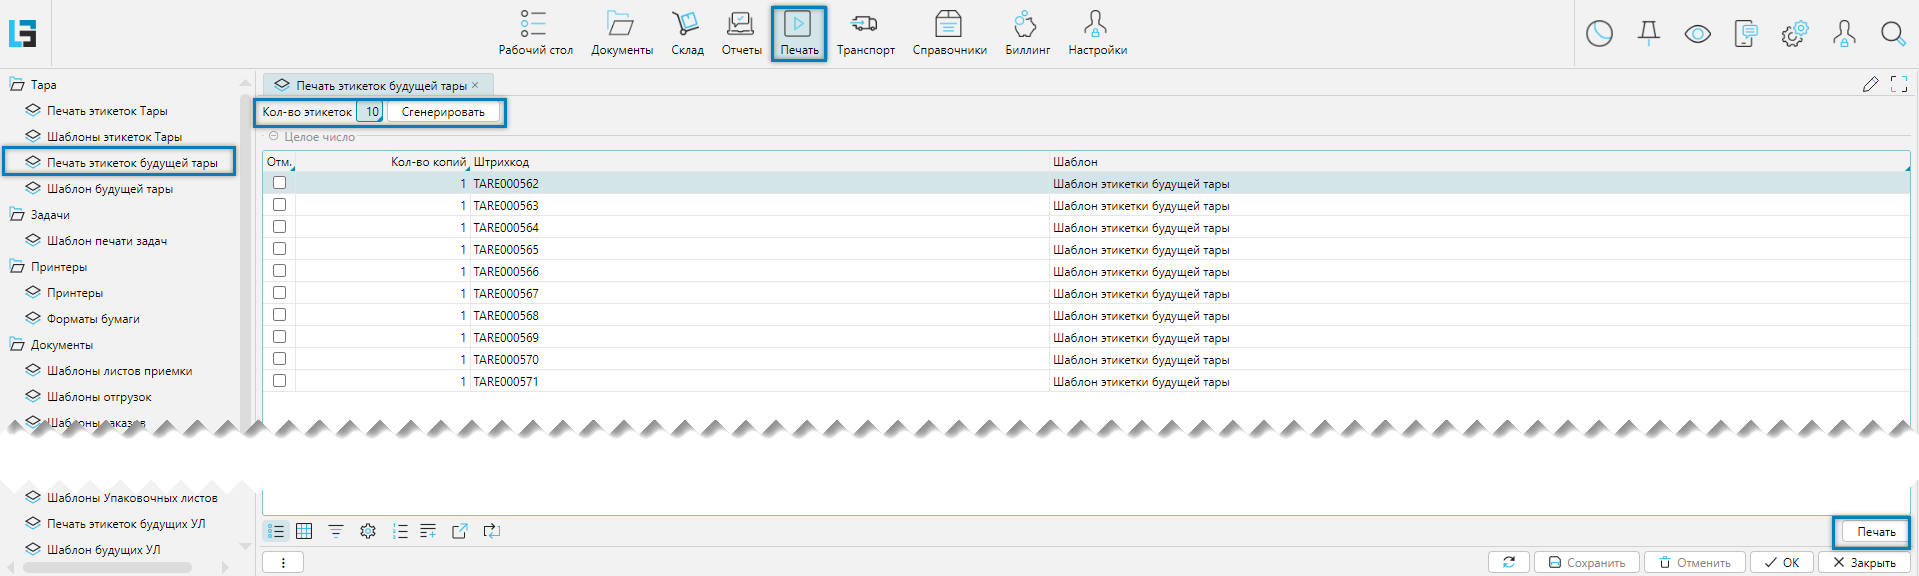 Рабочий стол Документы Склад Отчеты Печать Транспорт Справочники Биллинг Настройки
Тара
Печать этикеток Тары
Шаблоны этикеток Тары
Печать этикеток будущей тары
Шаблон будущей тары
Задачи
Шаблон печати задач
Принтеры
Принтеры
Форматы бумаги
Документы
Шаблоны листов приемки
Шаблоны отгрузок
Шаблоны заказов
Шаблоны Упаковочных листов
Печать этикеток будущих УЛ
Шаблон будущих УЛ
Печать этикеток будущей тары ×
Кол-во этикеток 10 Сгенерировать
Целое число
Отм. Кол-во копий Штрихкод Шаблон
1 TARE000562 Шаблон этикетки будущей тары
1 TARE000563 Шаблон этикетки будущей тары
1 TARE000564 Шаблон этикетки будущей тары
1 TARE000565 Шаблон этикетки будущей тары
1 TARE000566 Шаблон этикетки будущей тары
1 TARE000567 Шаблон этикетки будущей тары
1 TARE000568 Шаблон этикетки будущей тары
1 TARE000569 Шаблон этикетки будущей тары
1 TARE000570 Шаблон этикетки будущей тары
1 TARE000571 Шаблон этикетки будущей тары
Печать
Сохранить Отменить OK Закрыть